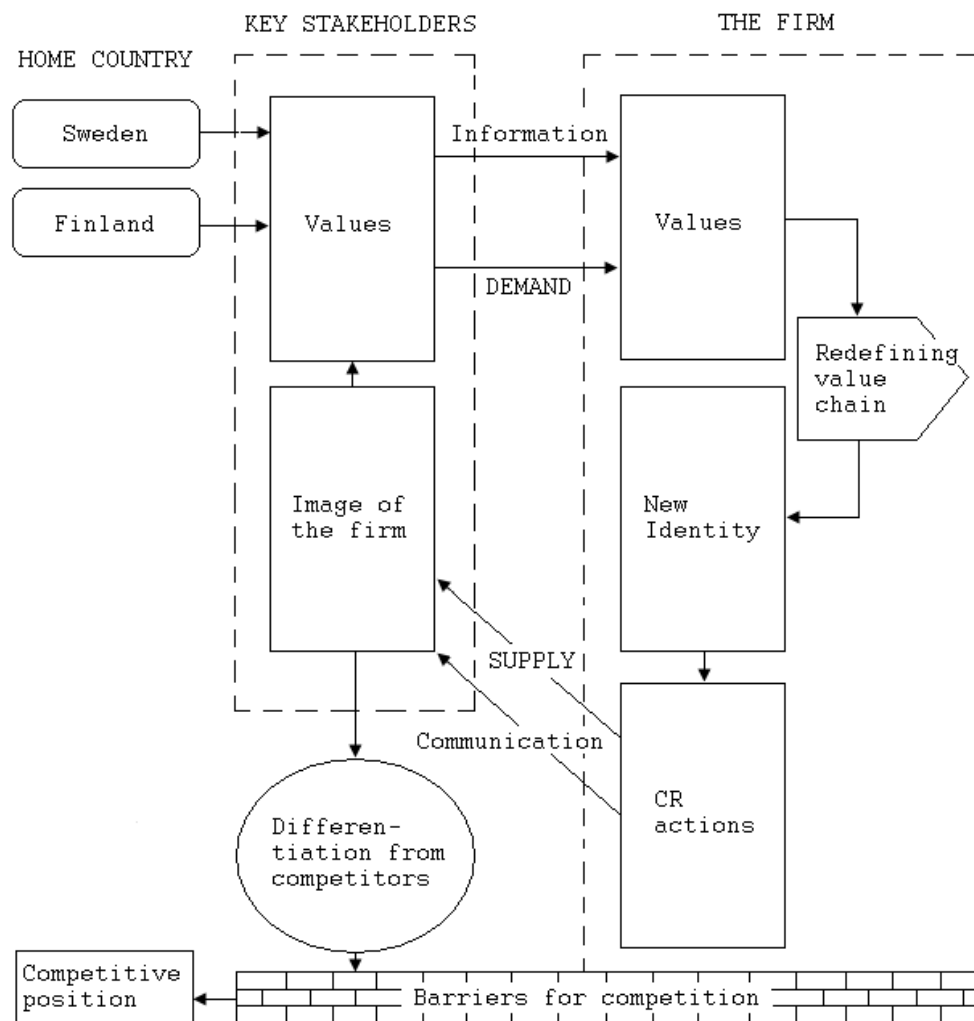 KEY STAKEHOLDERS
THE FIRM
HOME COUNTRY
Sweden
Finland
Values
Information
DEMAND
Values
Redefining
value
chain
Image of
the firm
New
Identity
SUPPLY
Communication
CR
actions
Differen-
tiation from
competitors
Competitive
position
Barriers for competition